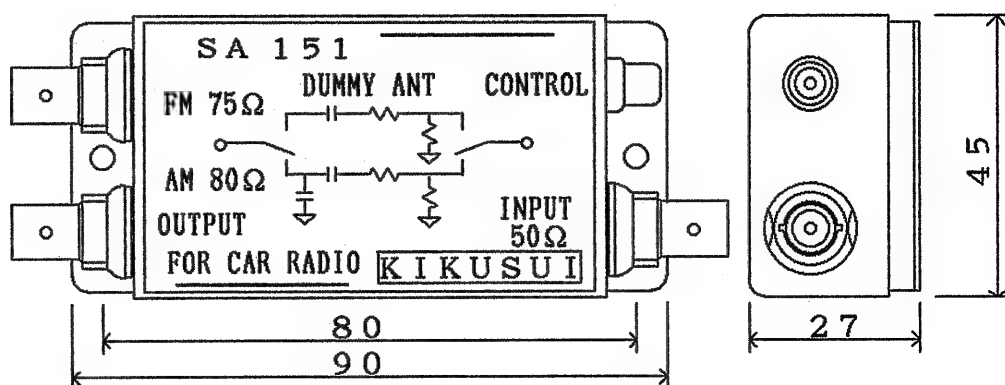 SA 151
DUMMY ANT
CONTROL
FM 75Ω
AM 80Ω
OUTPUT
INPUT
50Ω
FOR CAR RADIO
KIKUSUI
80
90
27
45